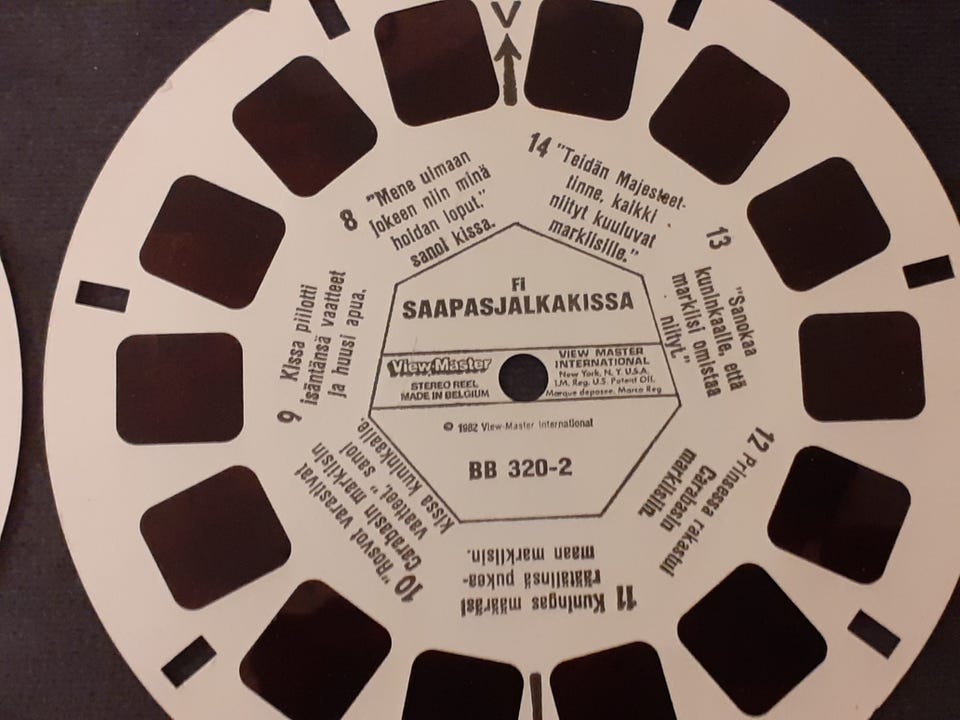 V
FI
SAAPASJALKAKISSA
View-Master
STEREO REEL
MADE IN BELGIUM
VIEW MASTER
INTERNATIONAL
New York, N.Y. U.S.A.
T.M. Reg. U.S. Patent Off.
Marque deposee. Marca Reg
© 1982 View-Master International
BB 320-2
8 "Mene uimaan
jokeen niin minä
hoidan loput."
sanoi kissa.
9 Kissa piilotti
isäntänsä vaatteet
ja huusi apua.
10 "Rosvot varastivat
Carabasin markiisin
vaatteet," sanoi
kissa kuninkaalle.
11 Kuningas määräsi
räätälinsä pukea-
maan markiisin.
12 Prinsessa rakastui
Carabasin
markiisiin.
13 "Sanokaa
kuninkaalle, että
markiisi omistaa
niityt."
14 "Teidän Majesteet-
tinne, kaikki
niityt kuuluvat
markiisille."